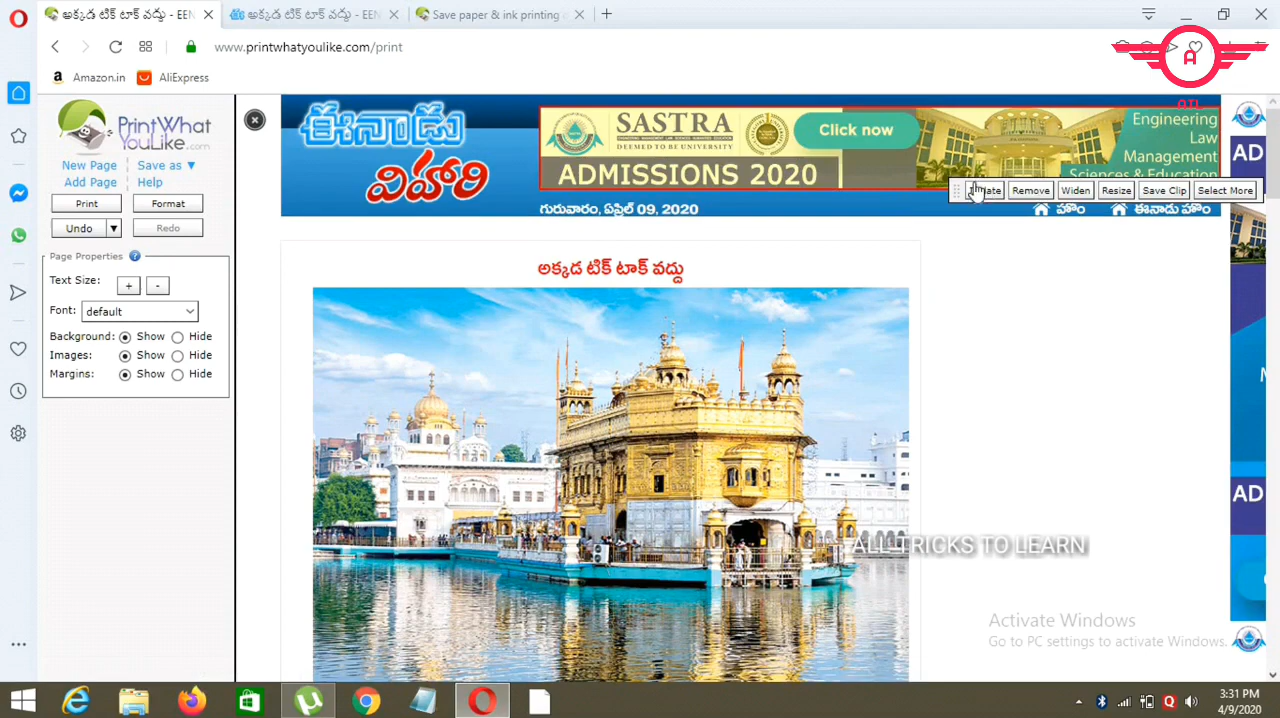 అక్కడ టిక్ టాక్ వద్దు - EEN
అక్కడ టిక్ టాక్ వద్దు - EEN
Save paper & ink printing
www.printwhatyoulike.com/print
Amazon.in
AliExpress
A
ATL
PrintWhatYouLike.com
New Page
Save as ▼
Add Page
Help
Print
Format
Undo
Redo
Page Properties ?
Text Size: + -
Font: default
Background: Show Hide
Images: Show Hide
Margins: Show Hide
ఈనాడు
విహారి
SASTRA
DEEMED TO BE UNIVERSITY
ADMISSIONS 2020
Click now
Engineering
Law
Management
Sciences & Education
AD
Remove
Widen
Resize
Save Clip
Select More
గురువారం, ఏప్రిల్ 09, 2020
హొం
ఈనాడు హొం
అక్కడ టిక్ టాక్ వద్దు
AD
ALL TRICKS TO LEARN
Activate Windows
Go to PC settings to activate Windows.
3:31 PM
4/9/2020